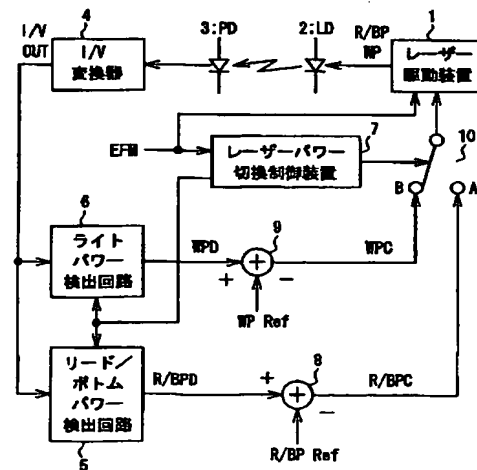 4
I/V
OUT
I/V
変換器
3:PD
2:LD
R/BP
WP
1
レーザー
駆動装置
EFM
7
レーザーパワー
切換制御装置
10
B
A
6
ライト
パワー
検出回路
WPD
9
+
+
−
WPC
WP Ref
リード／
ボトム
パワー
検出回路
5
R/BPD
8
+
+
−
R/BPC
R/BP Ref